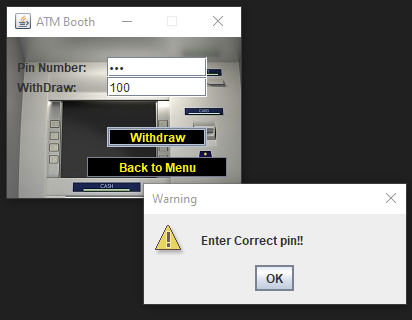 ATM Booth
Pin Number: •••
WithDraw: 100
CARD
Withdraw
Back to Menu
CASH
Warning
Enter Correct pin!!
OK